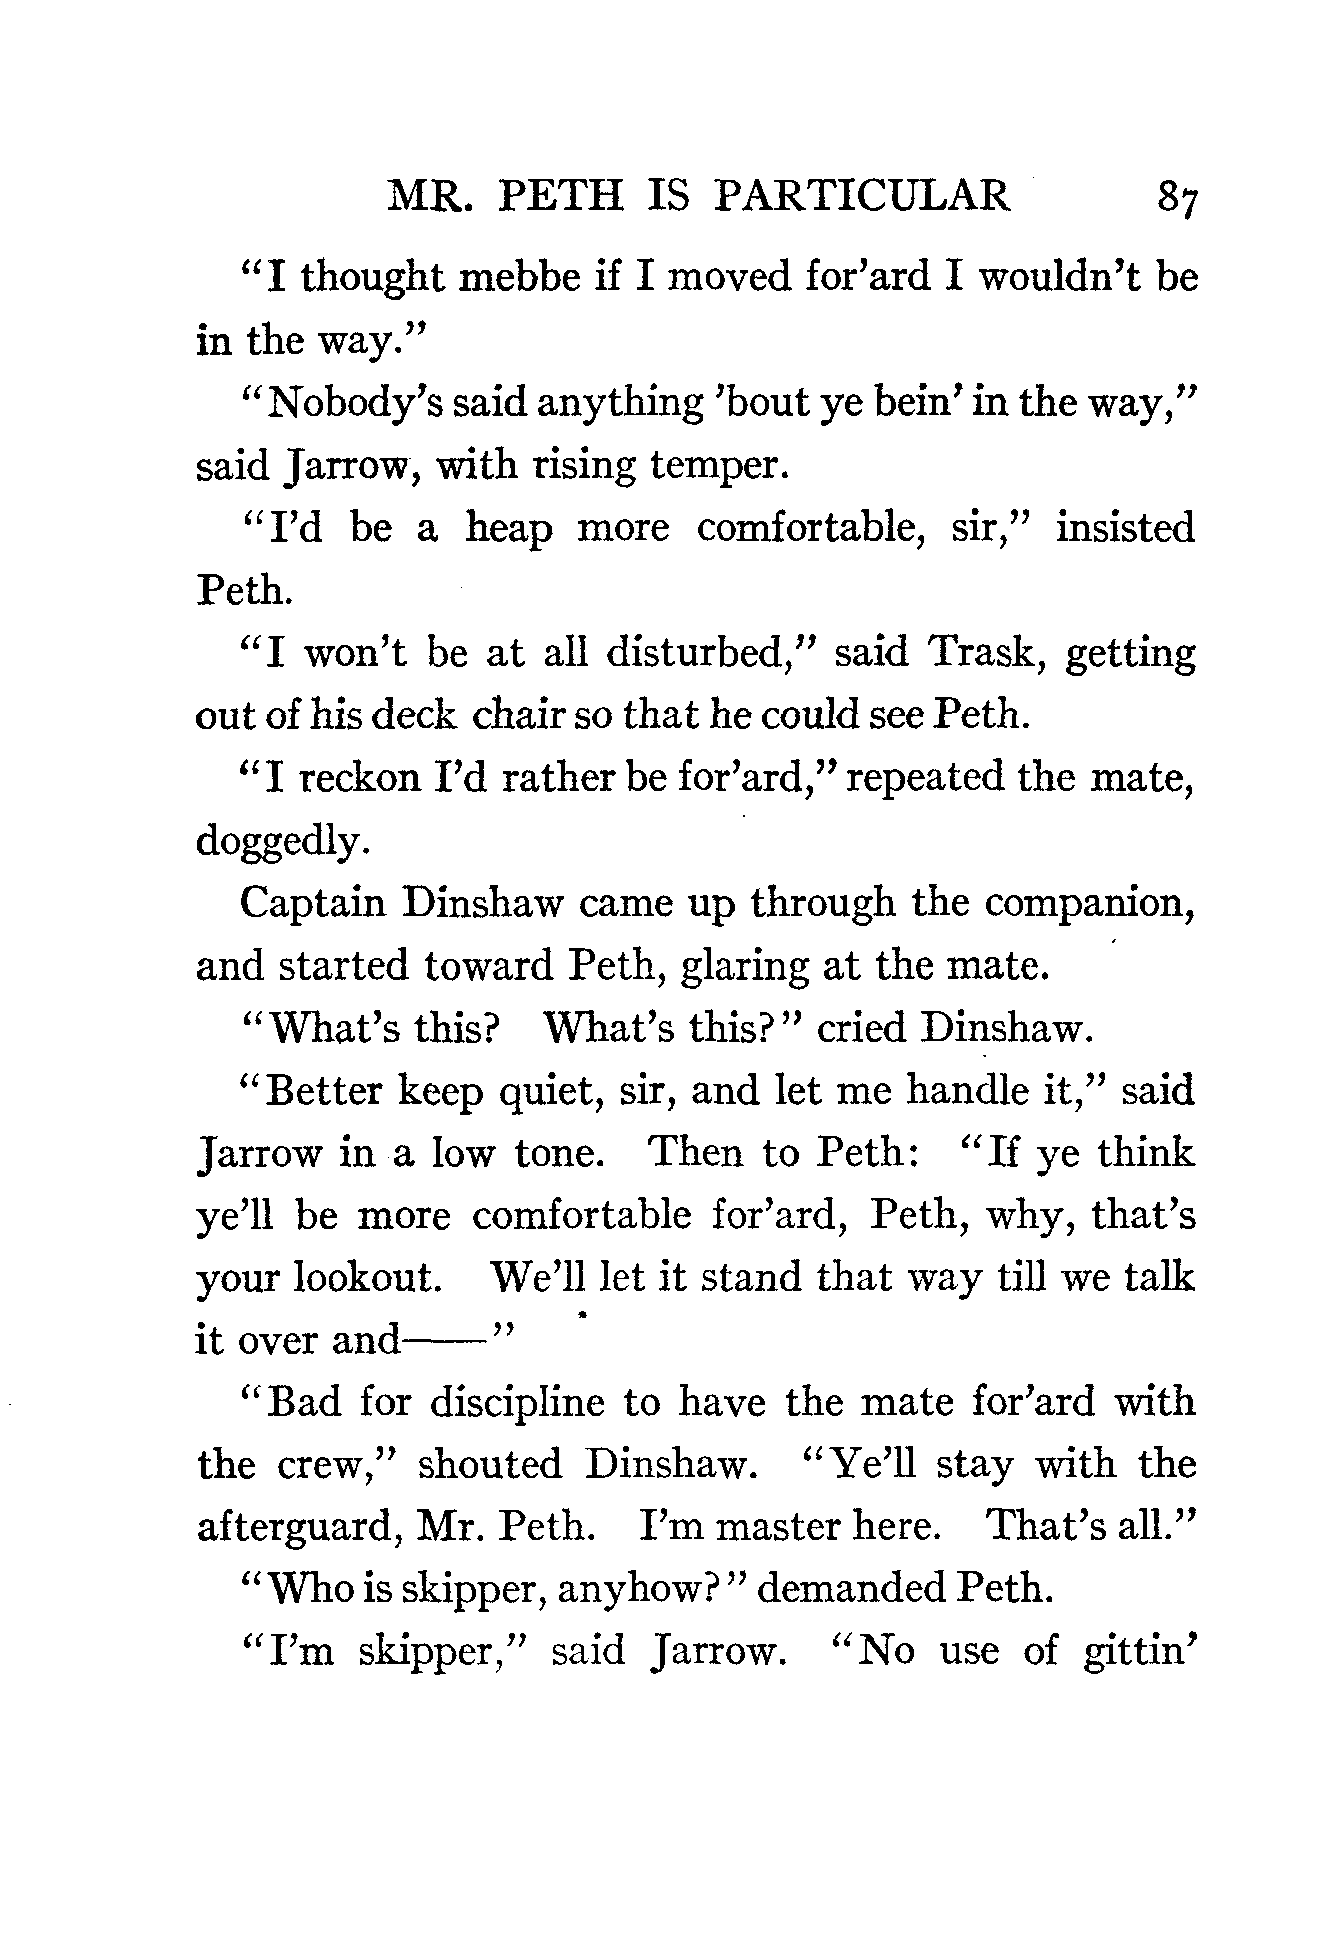 MR. PETH IS PARTICULAR 87
“I thought mebbe if I moved for’ard I wouldn’t be
in the way.”
“Nobody’s said anything ’bout ye bein’ in the way,”
said Jarrow, with rising temper.
“I’d be a heap more comfortable, sir,” insisted
Peth.
“I won’t be at all disturbed,” said Trask, getting
out of his deck chair so that he could see Peth.
“I reckon I’d rather be for’ard,” repeated the mate,
doggedly.
Captain Dinshaw came up through the companion,
and started toward Peth, glaring at the mate.
“What’s this? What’s this?” cried Dinshaw.
“Better keep quiet, sir, and let me handle it,” said
Jarrow in a low tone. Then to Peth: “If ye think
ye’ll be more comfortable for’ard, Peth, why, that’s
your lookout. We’ll let it stand that way till we talk
it over and——”
“Bad for discipline to have the mate for’ard with
the crew,” shouted Dinshaw. “Ye’ll stay with the
afterguard, Mr. Peth. I’m master here. That’s all.”
“Who is skipper, anyhow?” demanded Peth.
“I’m skipper,” said Jarrow. “No use of gittin’